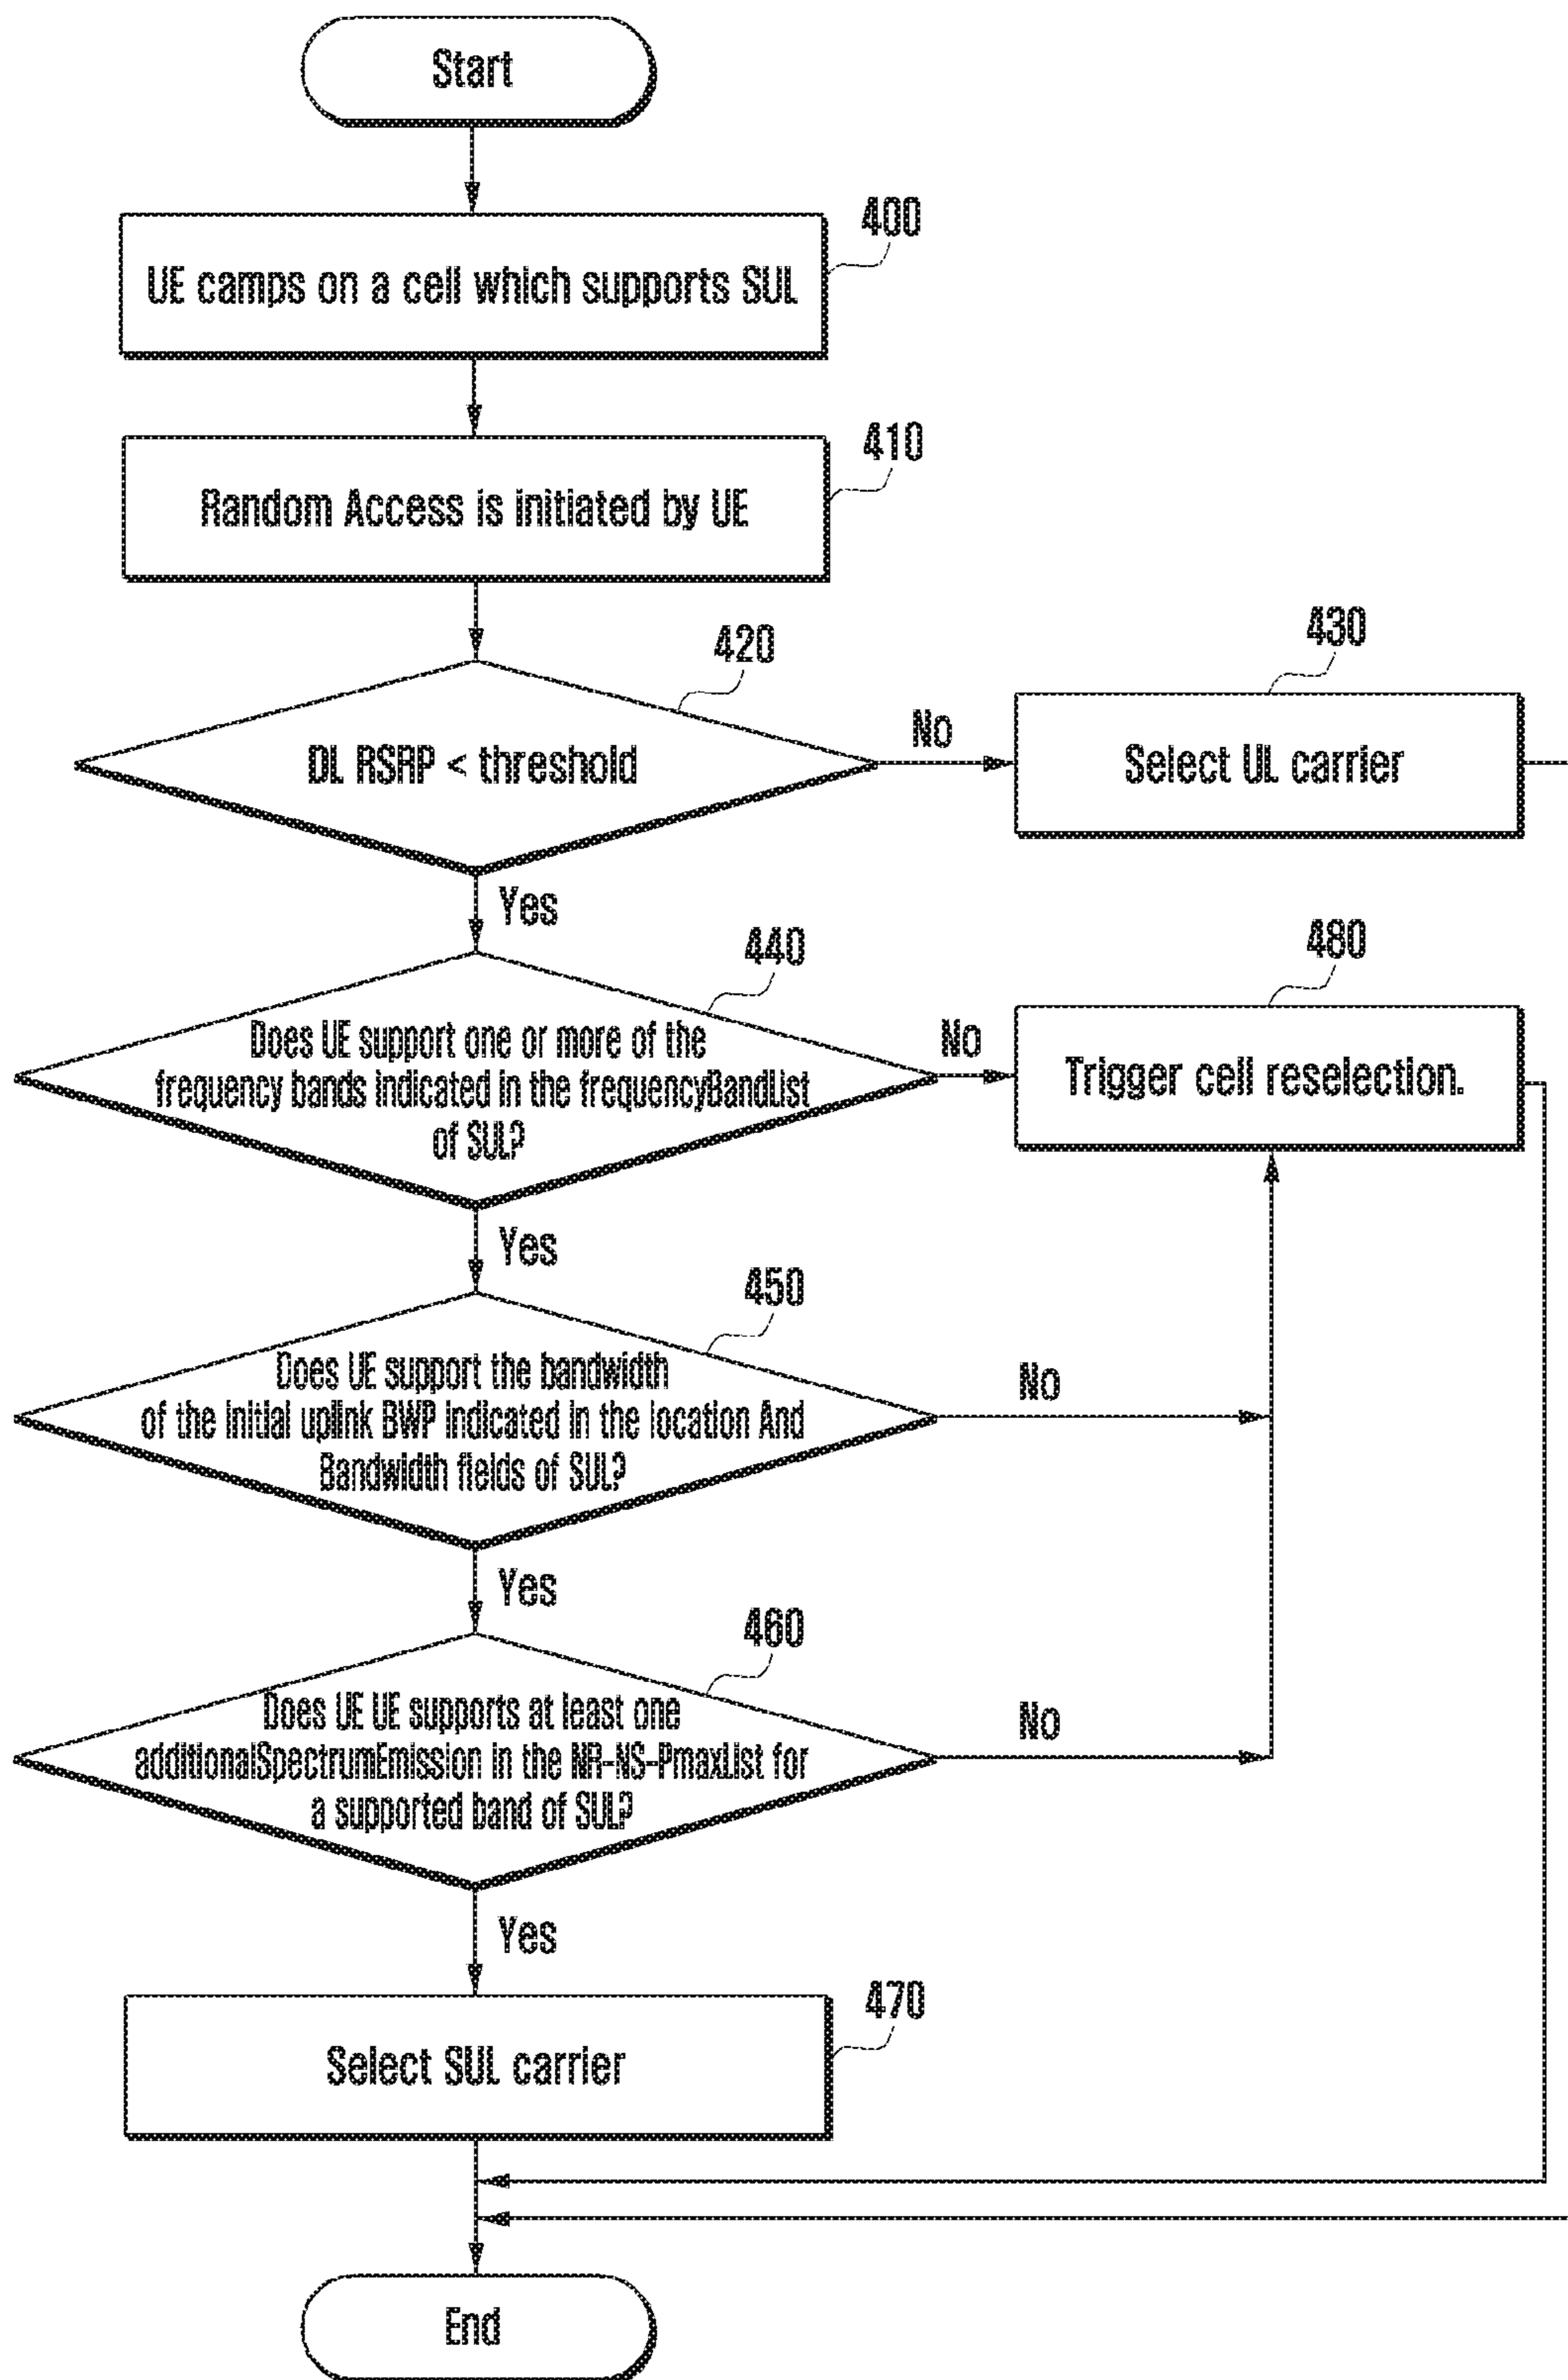 Start
400
UE camps on a cell which supports SUL
410
Random Access is initiated by UE
420
DL RSRP < threshold
No
430
Select UL carrier
Yes
440
Does UE support one or more of the
frequency bands indicated in the frequencyBandList
of SUL?
No
480
Trigger cell reselection.
Yes
450
Does UE support the bandwidth
of the initial uplink BWP indicated in the location And
Bandwidth fields of SUL?
No
Yes
460
Does UE UE supports at least one
additionalSpectrumEmission in the NR-NS-PmaxList for
a supported band of SUL?
No
Yes
470
Select SUL carrier
End